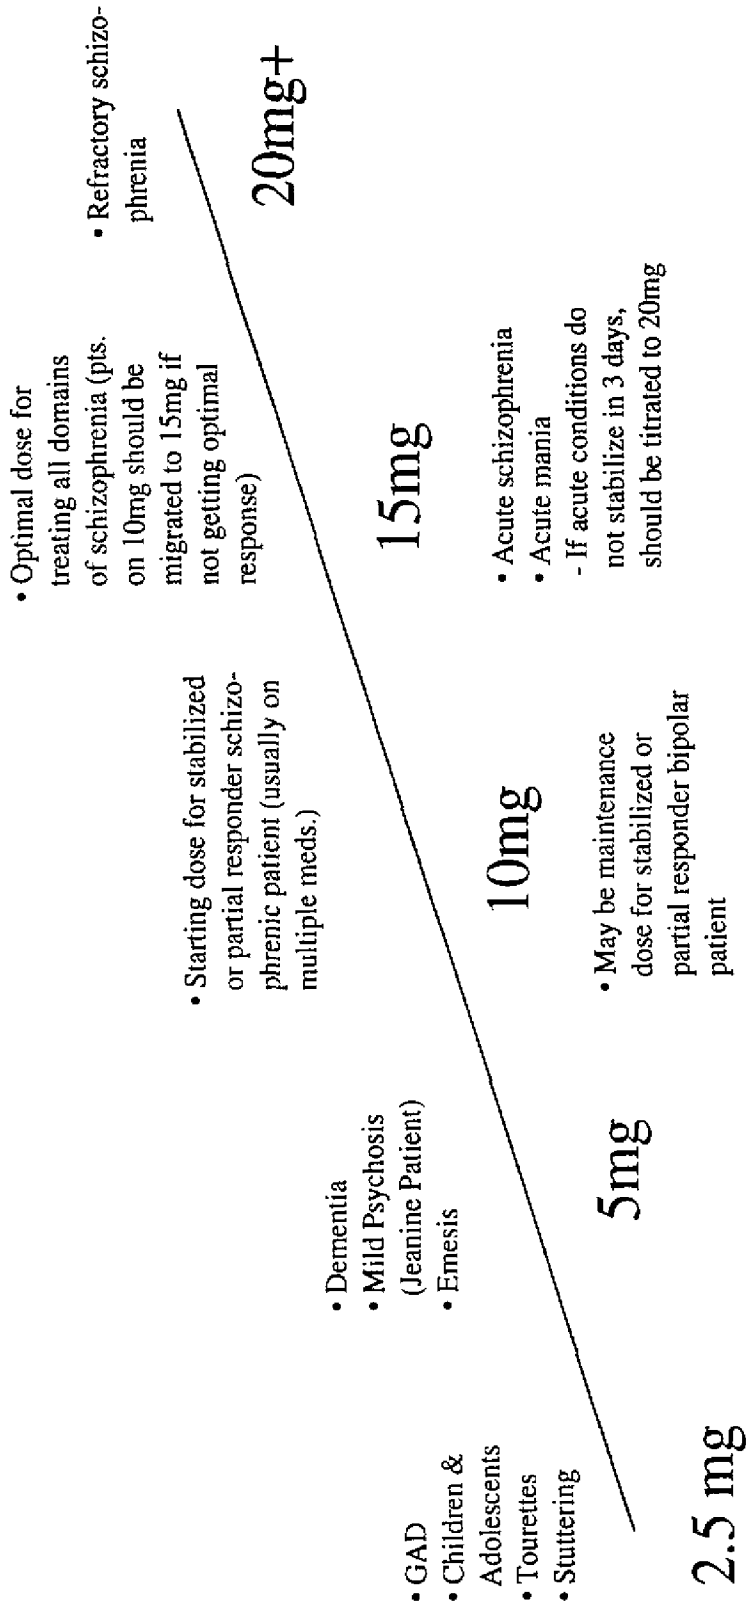 • GAD
• Children &
Adolescents
• Tourettes
• Stuttering
2.5 mg
• Dementia
• Mild Psychosis
(Jeanine Patient)
• Emesis
5mg
• Starting dose for stabilized
or partial responder schizo-
phrenic patient (usually on
multiple meds.)
10mg
• May be maintenance
dose for stabilized or
partial responder bipolar
patient
• Optimal dose for
treating all domains
of schizophrenia (pts.
on 10mg should be
migrated to 15mg if
not getting optimal
response)
15mg
• Acute schizophrenia
• Acute mania
- If acute conditions do
not stabilize in 3 days,
should be titrated to 20mg
• Refractory schizo-
phrenia
20mg+